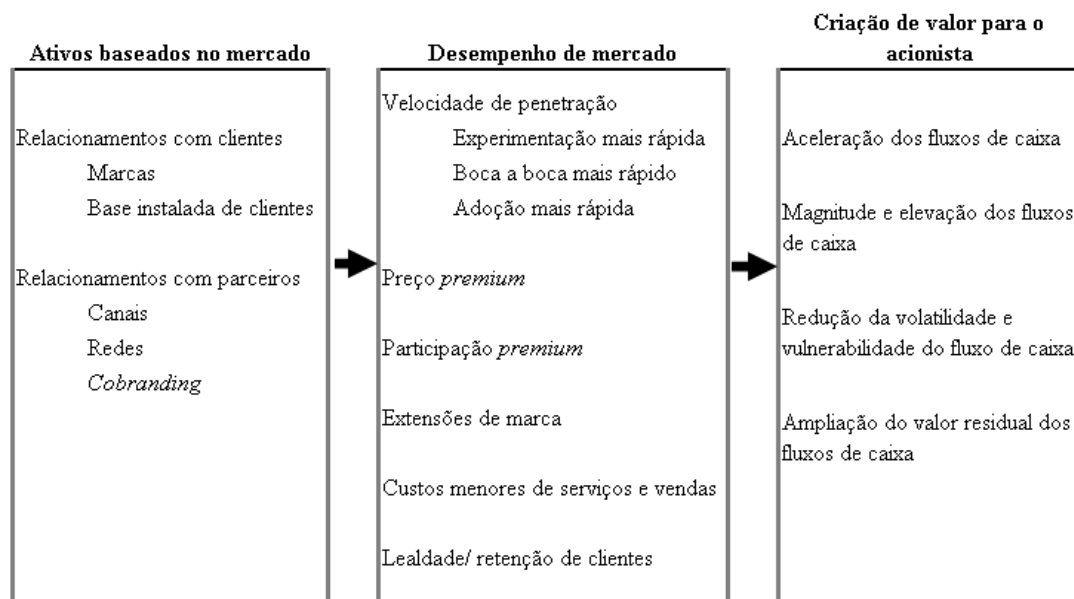 Ativos baseados no mercado
Relacionamentos com clientes
Marcas
Base instalada de clientes
Relacionamentos com parceiros
Canais
Redes
Cobranding
Desempenho de mercado
Velocidade de penetração
Experimentação mais rápida
Boca a boca mais rápido
Adoção mais rápida
Preço premium
Participação premium
Extensões de marca
Custos menores de serviços e vendas
Lealdade/ retenção de clientes
Criação de valor para o
acionista
Aceleração dos fluxos de caixa
Magnitude e elevação dos fluxos
de caixa
Redução da volatilidade e
vulnerabilidade do fluxo de caixa
Ampliação do valor residual dos
fluxos de caixa